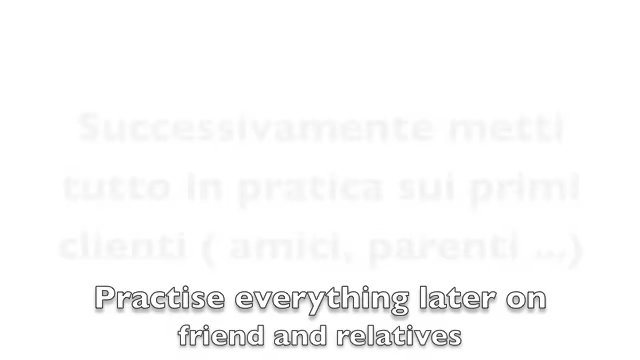 Successivamente metti
tutto in pratica sui primi
clienti ( amici, parenti ...)
Practise everything later on
friend and relatives